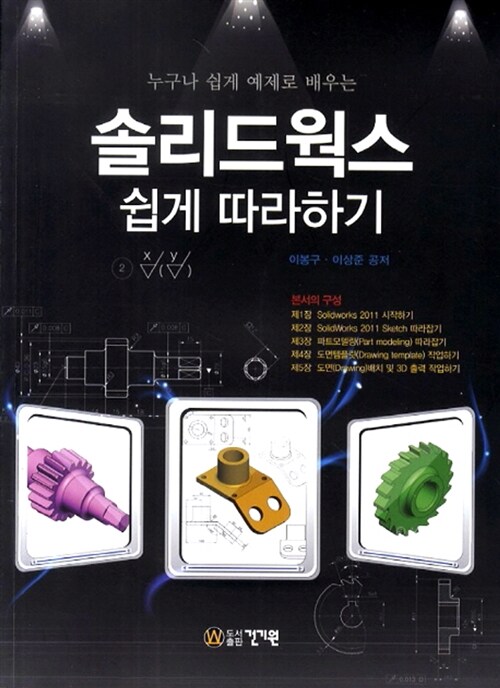 누구나 쉽게 예제로 배우는
솔리드웍스
쉽게 따라하기
이봉구 · 이상준 공저
2 x y
( )
본서의 구성
제1장 Solidworks 2011 시작하기
제2장 SolidWorks 2011 Sketch 따라잡기
제3장 파트모델링(Part modeling) 따라잡기
제4장 도면템플릿(Drawing template) 작업하기
제5장 도면(Drawing)배치 및 3D 출력 작업하기
W 도서출판 건기원